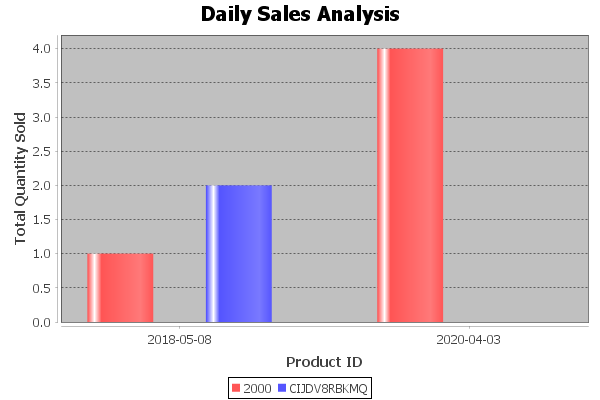 Daily Sales Analysis
Total Quantity Sold
4.0
3.5
3.0
2.5
2.0
1.5
1.0
0.5
0.0
2018-05-08 2020-04-03
Product ID
2000 CIJDV8RBKMQ